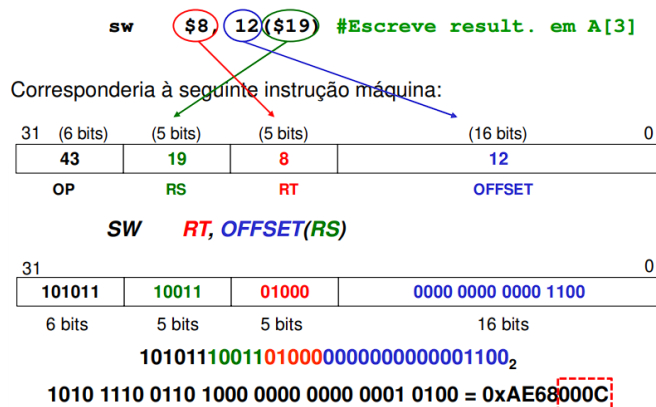 sw $8, 12($19) #Escreve result. em A[3]
Corresponderia à seguinte instrução máquina:
31 (6 bits) (5 bits) (5 bits) (16 bits) 0
43 19 8 12
OP RS RT OFFSET
SW RT, OFFSET(RS)
31 0
101011 10011 01000 0000 0000 0000 1100
6 bits 5 bits 5 bits 16 bits
10101110011010000000000000001100₂
1010 1110 0110 1000 0000 0000 0001 0100 = 0xAE68000C